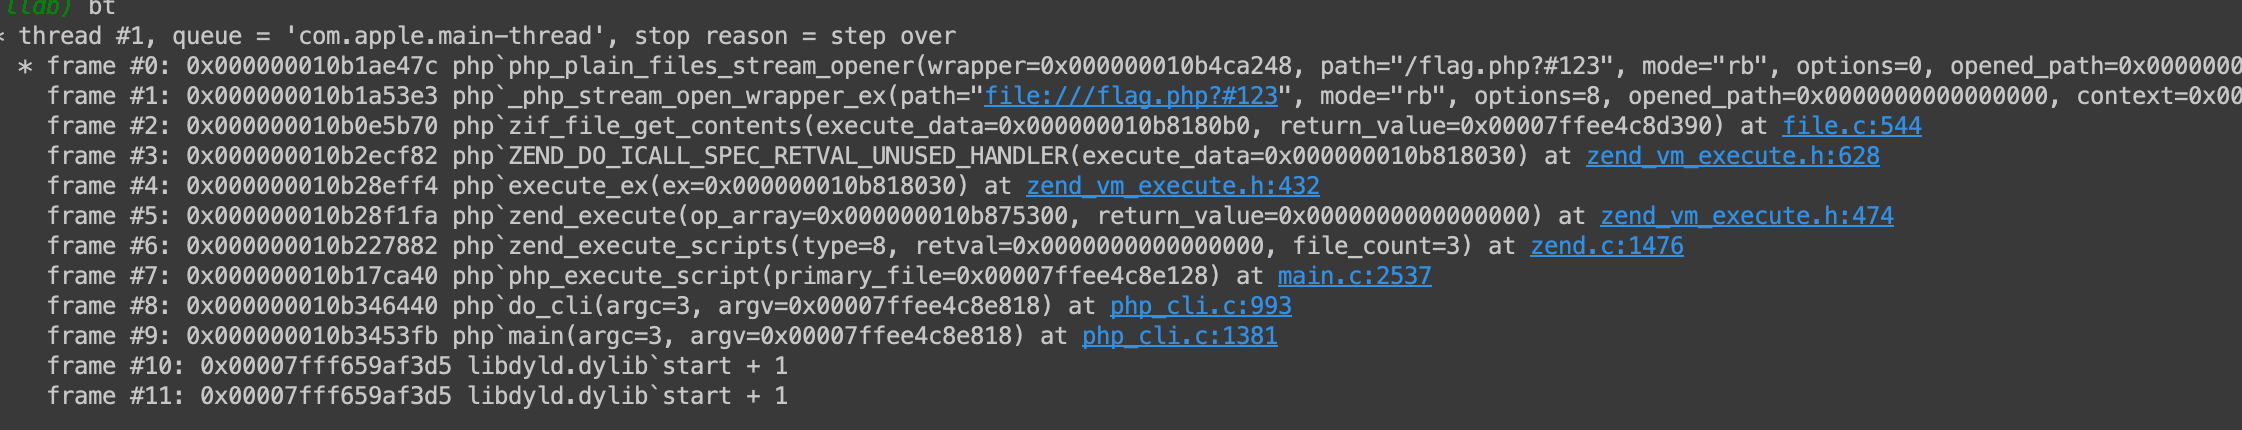 lldb) bt
* thread #1, queue = 'com.apple.main-thread', stop reason = step over
* frame #0: 0x000000010b1ae47c php`php_plain_files_stream_opener(wrapper=0x000000010b4ca248, path="/flag.php?#123", mode="rb", options=0, opened_path=0x0000000
frame #1: 0x000000010b1a53e3 php`_php_stream_open_wrapper_ex(path="file:///flag.php?#123", mode="rb", options=8, opened_path=0x0000000000000000, context=0x00
frame #2: 0x000000010b0e5b70 php`zif_file_get_contents(execute_data=0x000000010b8180b0, return_value=0x00007ffee4c8d390) at file.c:544
frame #3: 0x000000010b2ecf82 php`ZEND_DO_ICALL_SPEC_RETVAL_UNUSED_HANDLER(execute_data=0x000000010b818030) at zend_vm_execute.h:628
frame #4: 0x000000010b28eff4 php`execute_ex(ex=0x000000010b818030) at zend_vm_execute.h:432
frame #5: 0x000000010b28f1fa php`zend_execute(op_array=0x000000010b875300, return_value=0x0000000000000000) at zend_vm_execute.h:474
frame #6: 0x000000010b227882 php`zend_execute_scripts(type=8, retval=0x0000000000000000, file_count=3) at zend.c:1476
frame #7: 0x000000010b17ca40 php`php_execute_script(primary_file=0x00007ffee4c8e128) at main.c:2537
frame #8: 0x000000010b346440 php`do_cli(argc=3, argv=0x00007ffee4c8e818) at php_cli.c:993
frame #9: 0x000000010b3453fb php`main(argc=3, argv=0x00007ffee4c8e818) at php_cli.c:1381
frame #10: 0x00007fff659af3d5 libdyld.dylib`start + 1
frame #11: 0x00007fff659af3d5 libdyld.dylib`start + 1